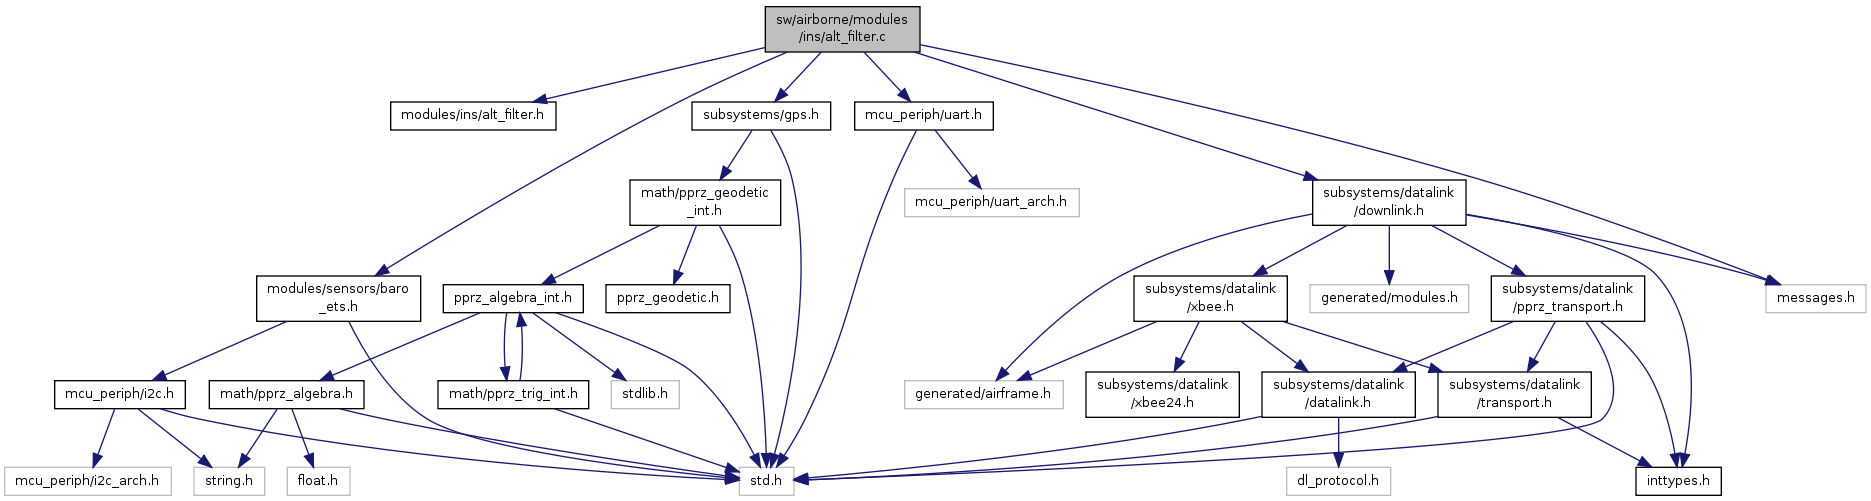 sw/airborne/modules
/ins/alt_filter.c
modules/ins/alt_filter.h
subsystems/gps.h
mcu_periph/uart.h
math/pprz_geodetic
_int.h
mcu_periph/uart_arch.h
subsystems/datalink
/downlink.h
modules/sensors/baro
_ets.h
pprz_algebra_int.h
pprz_geodetic.h
subsystems/datalink
/xbee.h
generated/modules.h
subsystems/datalink
/pprz_transport.h
messages.h
mcu_periph/i2c.h
math/pprz_algebra.h
math/pprz_trig_int.h
stdlib.h
generated/airframe.h
subsystems/datalink
/xbee24.h
subsystems/datalink
/datalink.h
subsystems/datalink
/transport.h
mcu_periph/i2c_arch.h
string.h
float.h
std.h
dl_protocol.h
inttypes.h